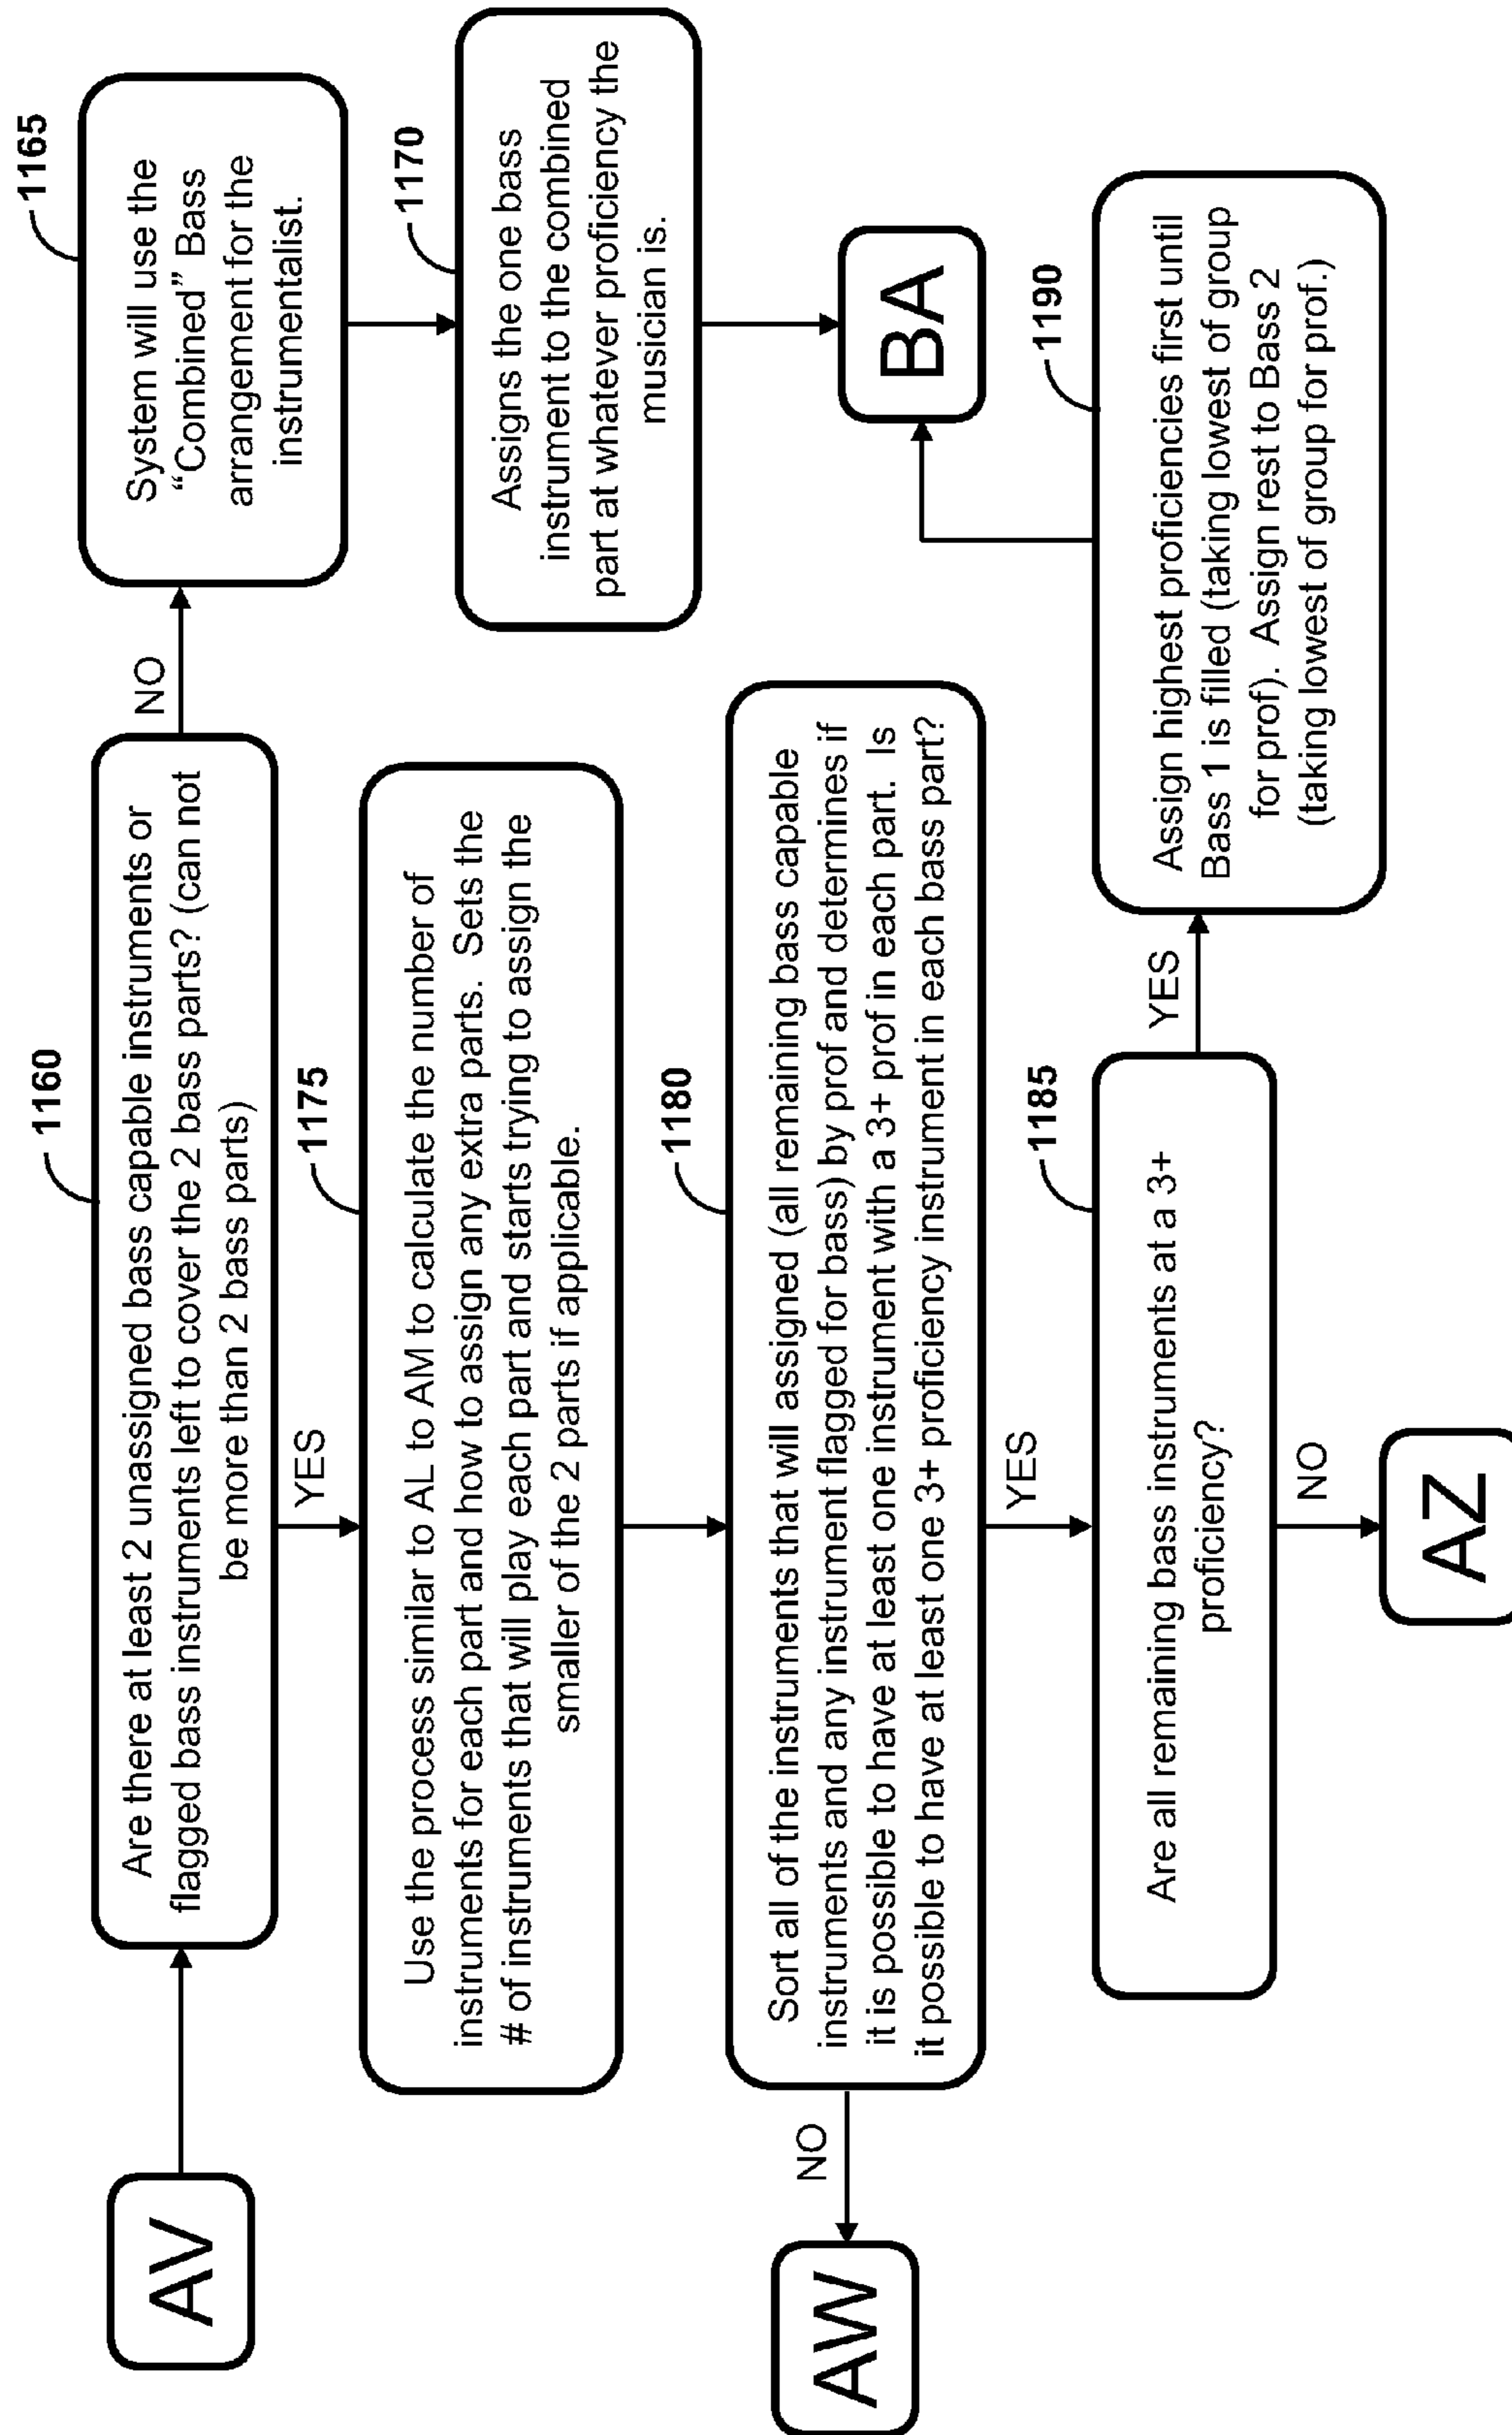 AV
1160
Are there at least 2 unassigned bass capable instruments or
flagged bass instruments left to cover the 2 bass parts? (can not
be more than 2 bass parts)
NO
1165
System will use the
“Combined” Bass
arrangement for the
instrumentalist.
1170
Assigns the one bass
instrument to the combined
part at whatever proficiency the
musician is.
BA
YES
1175
Use the process similar to AL to AM to calculate the number of
instruments for each part and how to assign any extra parts. Sets the
# of instruments that will play each part and starts trying to assign the
smaller of the 2 parts if applicable.
1180
Sort all of the instruments that will assigned (all remaining bass capable
instruments and any instrument flagged for bass) by prof and determines if
it is possible to have at least one instrument with a 3+ prof in each part. Is
it possible to have at least one 3+ proficiency instrument in each bass part?
NO
AW
YES
1185
Are all remaining bass instruments at a 3+
proficiency?
YES
1190
Assign highest proficiencies first until
Bass 1 is filled (taking lowest of group
for prof). Assign rest to Bass 2
(taking lowest of group for prof.)
NO
AZ